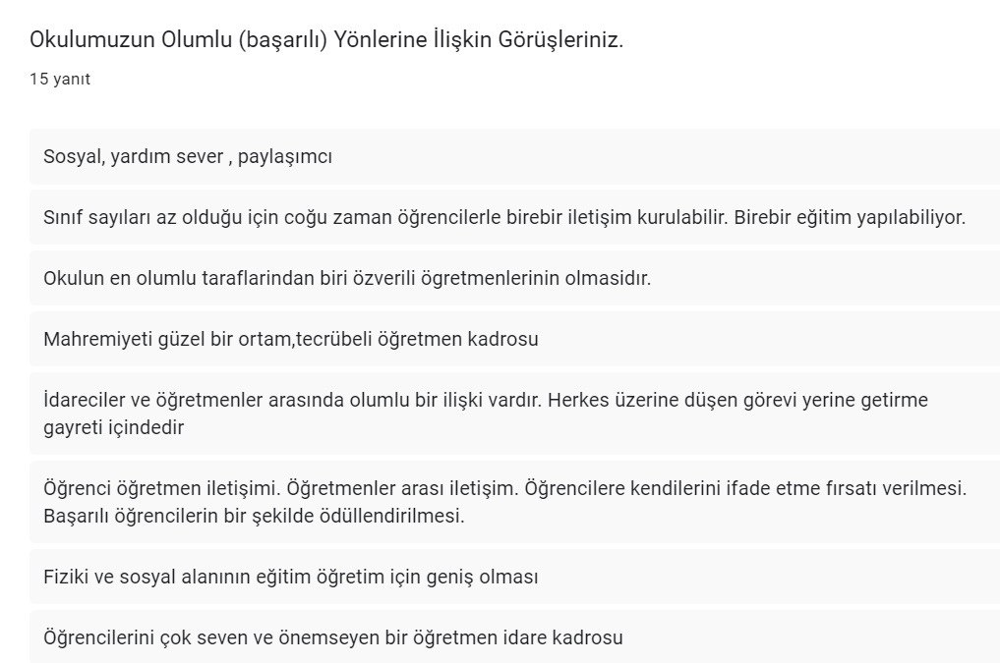 Okulumuzun Olumlu (başarılı) Yönlerine İlişkin Görüşleriniz.
15 yanıt
Sosyal, yardım sever , paylaşımcı
Sınıf sayıları az olduğu için coğu zaman öğrencilerle birebir iletişim kurulabilir. Birebir eğitim yapılabiliyor.
Okulun en olumlu taraflarindan biri özverili ögretmenlerinin olmasidır.
Mahremiyeti güzel bir ortam,tecrübeli öğretmen kadrosu
İdareciler ve öğretmenler arasında olumlu bir ilişki vardır. Herkes üzerine düşen görevi yerine getirme
gayreti içindedir
Öğrenci öğretmen iletişimi. Öğretmenler arası iletişim. Öğrencilere kendilerini ifade etme fırsatı verilmesi.
Başarılı öğrencilerin bir şekilde ödüllendirilmesi.
Fiziki ve sosyal alanının eğitim öğretim için geniş olması
Öğrencilerini çok seven ve önemseyen bir öğretmen idare kadrosu